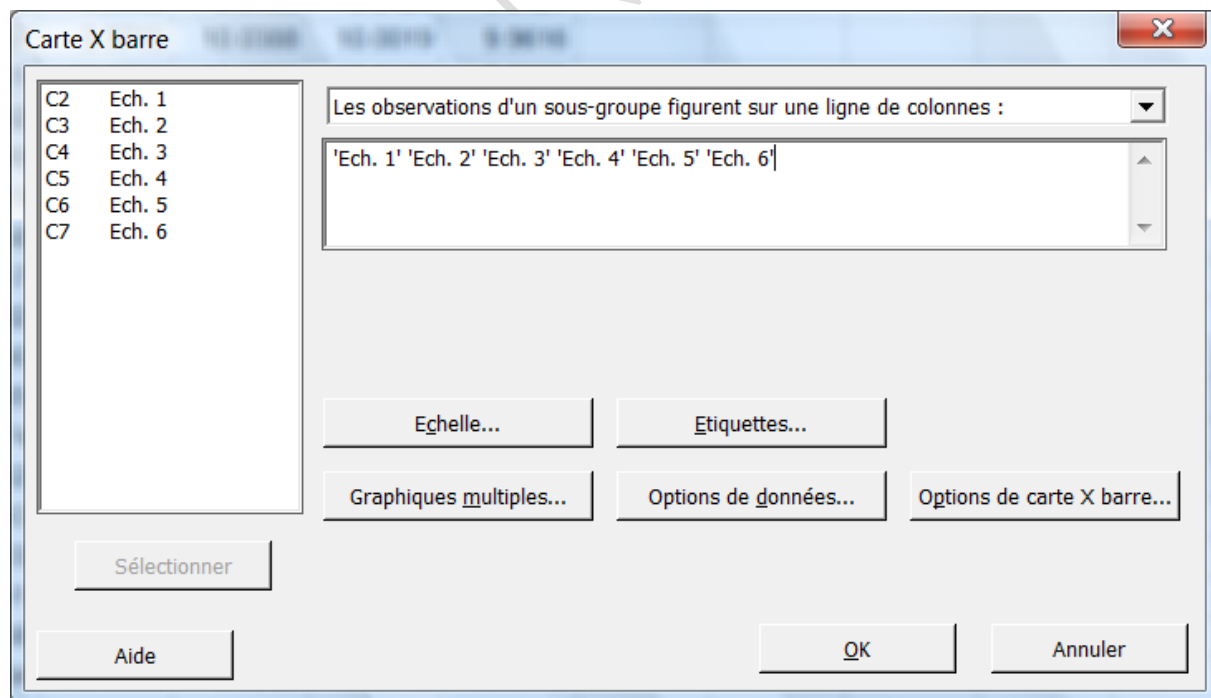 Carte X barre
C2 Ech. 1
C3 Ech. 2
C4 Ech. 3
C5 Ech. 4
C6 Ech. 5
C7 Ech. 6
Les observations d'un sous-groupe figurent sur une ligne de colonnes :
'Ech. 1' 'Ech. 2' 'Ech. 3' 'Ech. 4' 'Ech. 5' 'Ech. 6'
Echelle...
Etiquettes...
Graphiques multiples...
Options de données...
Options de carte X barre...
Sélectionner
Aide
OK
Annuler